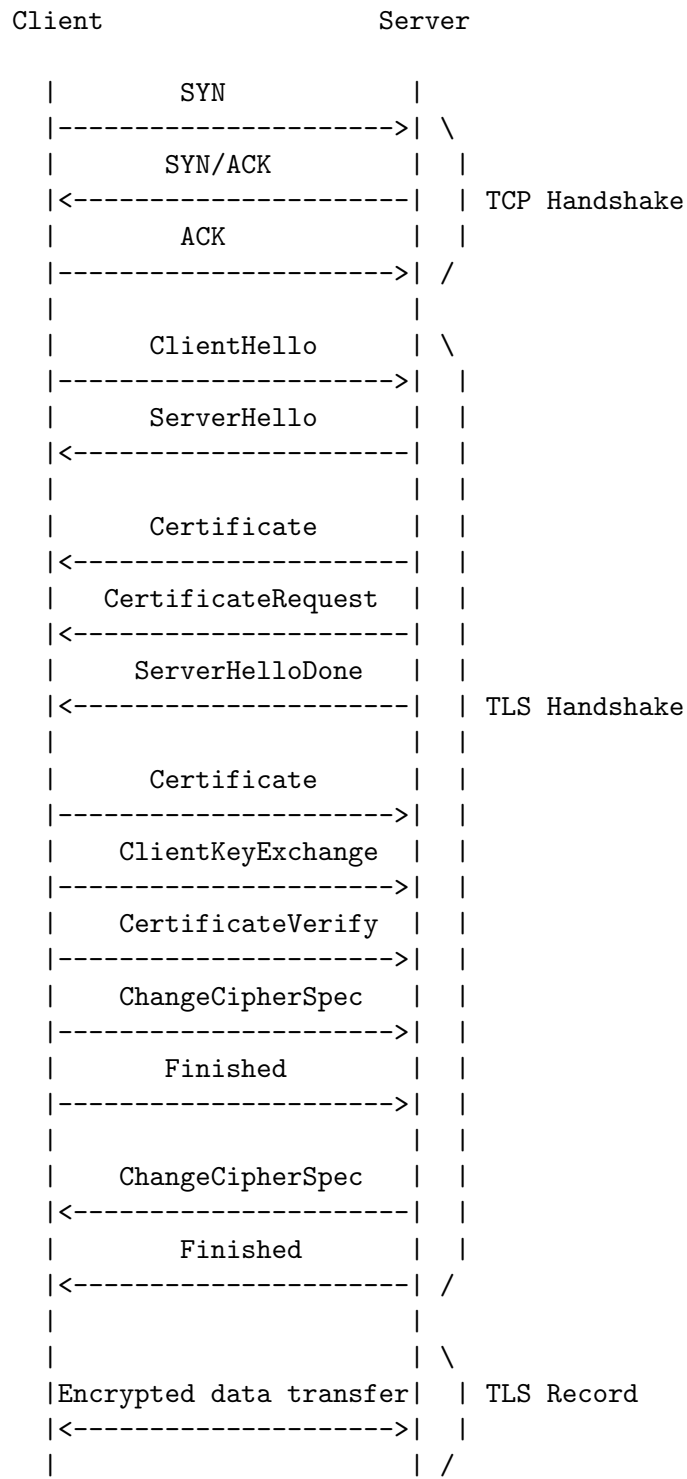 Client Server
SYN
SYN/ACK
TCP Handshake
ACK
ClientHello
ServerHello
Certificate
CertificateRequest
ServerHelloDone
TLS Handshake
Certificate
ClientKeyExchange
CertificateVerify
ChangeCipherSpec
Finished
ChangeCipherSpec
Finished
Encrypted data transfer TLS Record